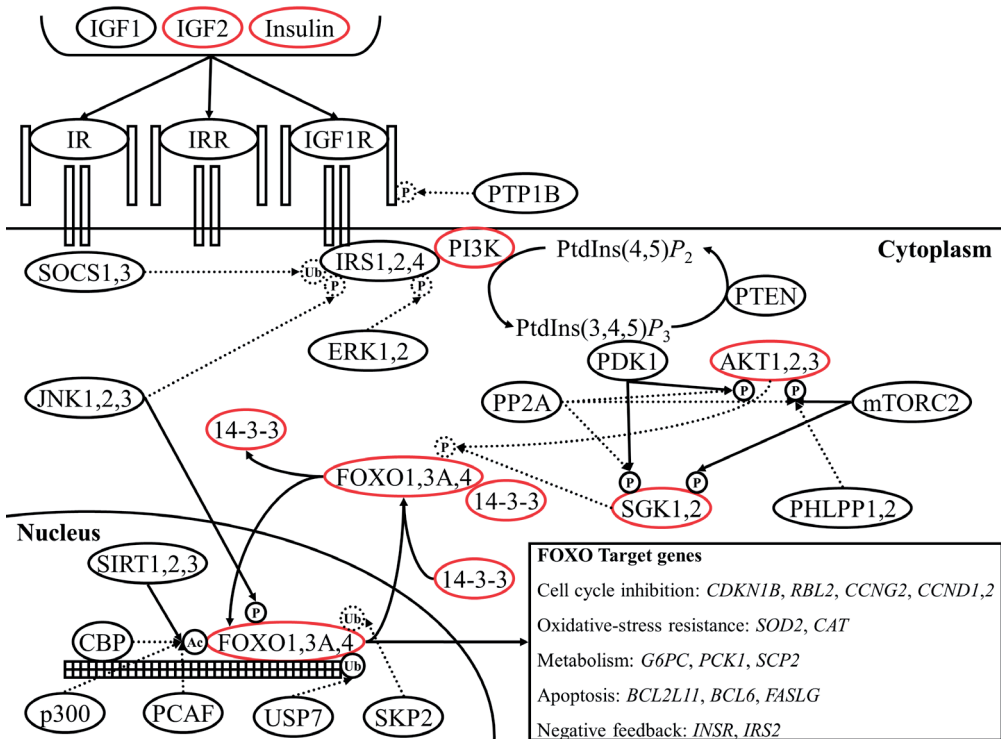 IGF1 IGF2 Insulin
IR IRR IGF1R
P PTP1B
PI3K PtdIns(4,5)P2 Cytoplasm
SOCS1,3 Ub IRS1,2,4
P P PTEN
PtdIns(3,4,5)P3
ERK1,2 PDK1 AKT1,2,3
JNK1,2,3 PP2A P P mTORC2
14-3-3
P
FOXO1,3A,4 P P
14-3-3 SGK1,2 PHLPP1,2
Nucleus
SIRT1,2,3 14-3-3
P Ub
CBP Ac FOXO1,3A,4
Ub
p300 PCAF USP7 SKP2
FOXO Target genes
Cell cycle inhibition: CDKN1B, RBL2, CCNG2, CCND1,2
Oxidative-stress resistance: SOD2, CAT
Metabolism: G6PC, PCK1, SCP2
Apoptosis: BCL2L11, BCL6, FASLG
Negative feedback: INSR, IRS2